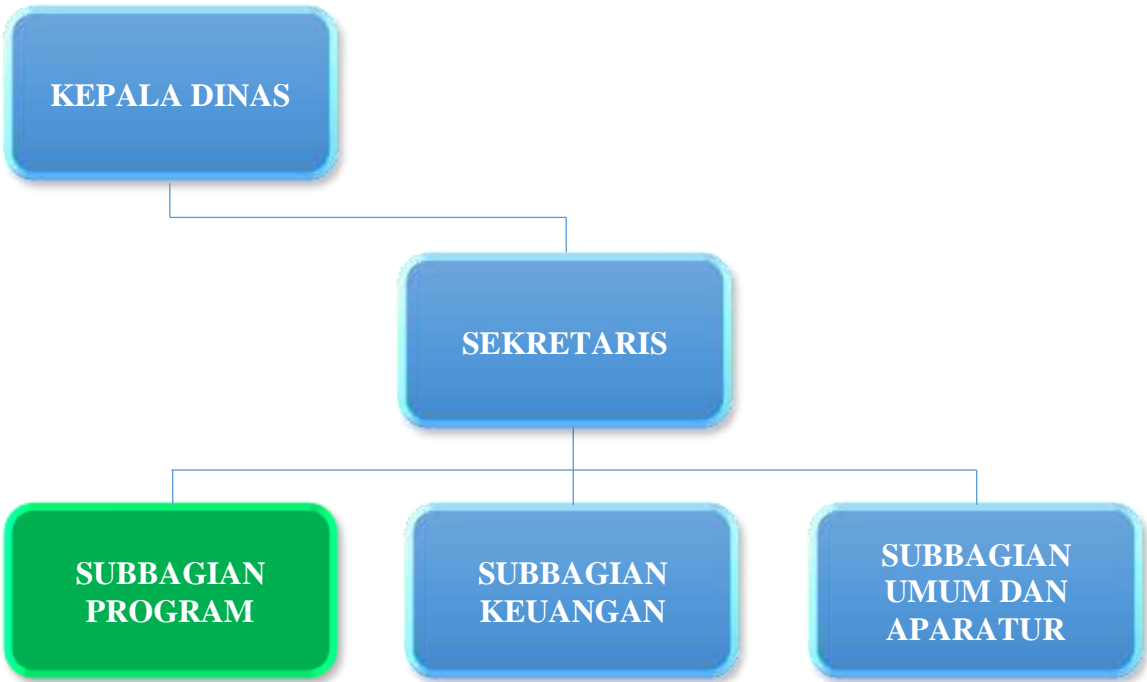 KEPALA DINAS
SEKRETARIS
SUBBAGIAN
PROGRAM
SUBBAGIAN
KEUANGAN
SUBBAGIAN
UMUM DAN
APARATUR